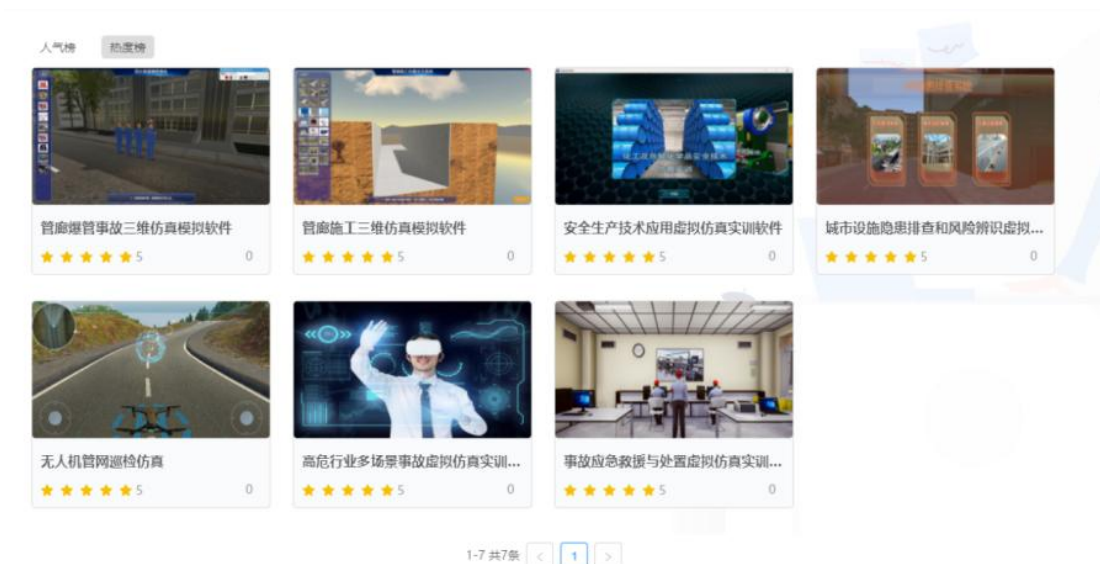 人气榜 热度榜
管廊爆管事故三维仿真模拟软件
5 0
管廊施工三维仿真模拟软件
5 0
安全生产技术应用虚拟仿真实训软件
5 0
城市设施隐患排查和风险辨识虚拟...
5 0
无人机管网巡检仿真
5 0
高危行业多场景事故虚拟仿真实训...
5 0
事故应急救援与处置虚拟仿真实训...
5 0
1-7 共7条 < 1 >